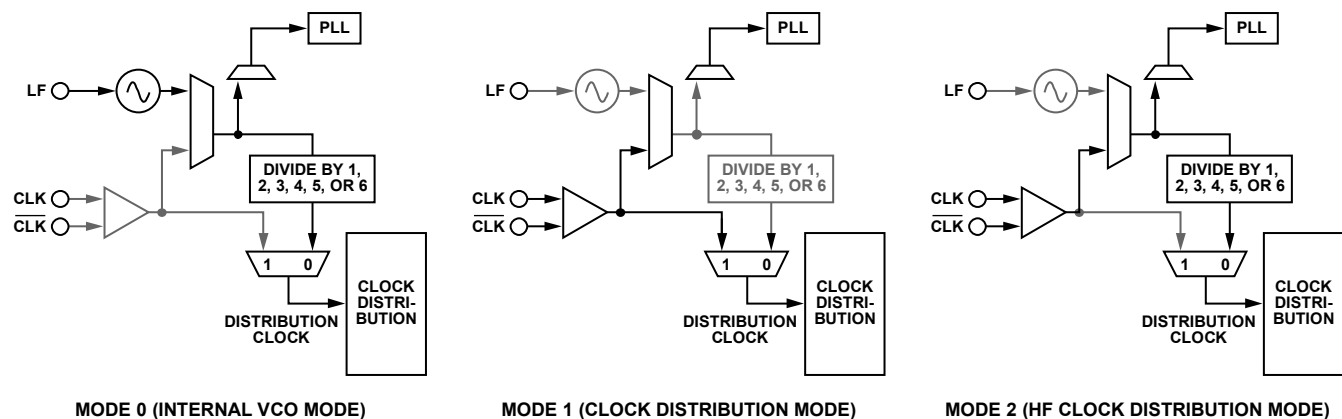 PLL
LF
DIVIDE BY 1,
2, 3, 4, 5, OR 6
CLK
CLK
1 0
CLOCK
DISTRI-
BUTION
DISTRIBUTION
CLOCK
MODE 0 (INTERNAL VCO MODE)
PLL
LF
DIVIDE BY 1,
2, 3, 4, 5, OR 6
CLK
CLK
1 0
CLOCK
DISTRI-
BUTION
DISTRIBUTION
CLOCK
MODE 1 (CLOCK DISTRIBUTION MODE)
PLL
LF
DIVIDE BY 1,
2, 3, 4, 5, OR 6
CLK
CLK
1 0
CLOCK
DISTRI-
BUTION
DISTRIBUTION
CLOCK
MODE 2 (HF CLOCK DISTRIBUTION MODE)